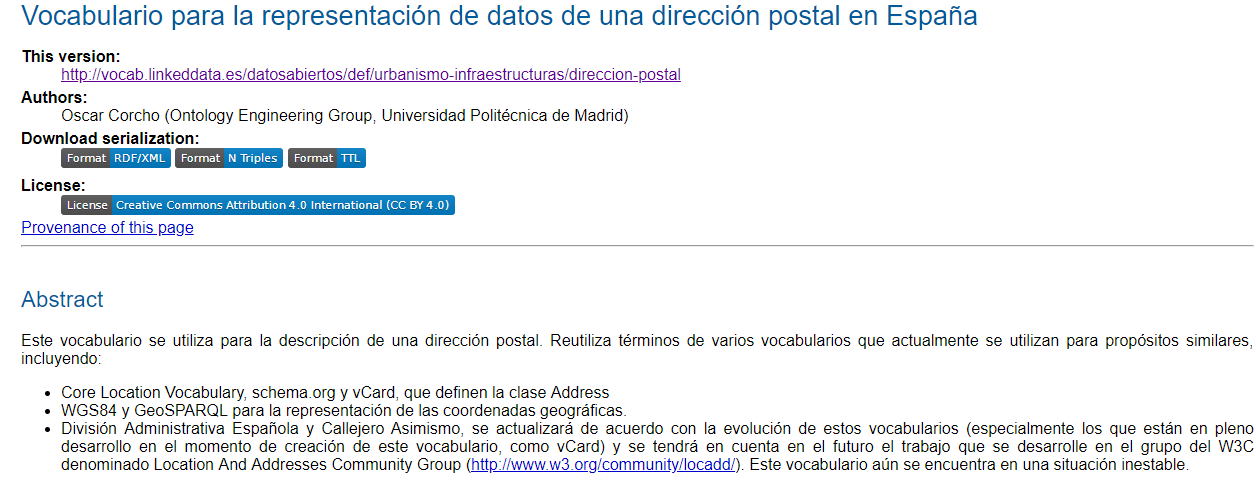 Vocabulario para la representación de datos de una dirección postal en España
This version:
http://vocab.linkeddata.es/datosabiertos/def/urbanismo-infraestructuras/direccion-postal
Authors:
Oscar Corcho (Ontology Engineering Group, Universidad Politécnica de Madrid)
Download serialization:
Format RDF/XML Format N Triples Format TTL
License:
License Creative Commons Attribution 4.0 International (CC BY 4.0)
Provenance of this page
Abstract
Este vocabulario se utiliza para la descripción de una dirección postal. Reutiliza términos de varios vocabularios que actualmente se utilizan para propósitos similares,
incluyendo:
• Core Location Vocabulary, schema.org y vCard, que definen la clase Address
• WGS84 y GeoSPARQL para la representación de las coordenadas geográficas.
• División Administrativa Española y Callejero Asimismo, se actualizará de acuerdo con la evolución de estos vocabularios (especialmente los que están en pleno
desarrollo en el momento de creación de este vocabulario, como vCard) y se tendrá en cuenta en el futuro el trabajo que se desarrolle en el grupo del W3C
denominado Location And Addresses Community Group (http://www.w3.org/community/locadd/). Este vocabulario aún se encuentra en una situación inestable.